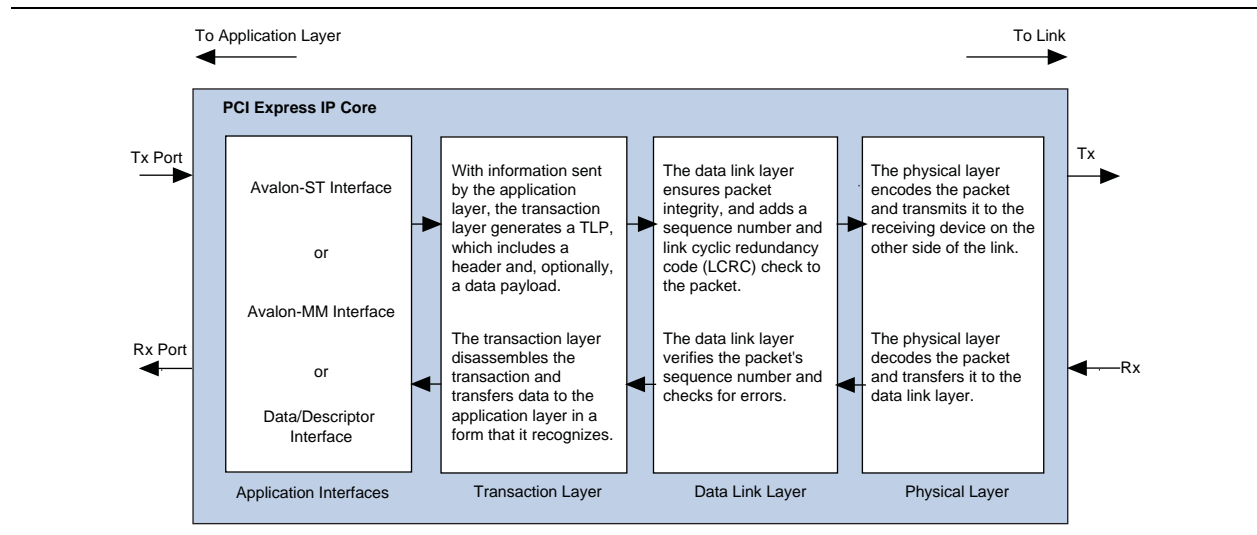 To Application Layer
To Link
PCI Express IP Core
Tx Port
Tx
Avalon-ST Interface
or
Avalon-MM Interface
or
Data/Descriptor
Interface
With information sent
by the application
layer, the transaction
layer generates a TLP,
which includes a
header and, optionally,
a data payload.
The data link layer
ensures packet
integrity, and adds a
sequence number and
link cyclic redundancy
code (LCRC) check to
the packet.
The physical layer
encodes the packet
and transmits it to the
receiving device on the
other side of the link.
Rx Port
The transaction layer
disassembles the
transaction and
transfers data to the
application layer in a
form that it recognizes.
The data link layer
verifies the packet's
sequence number and
checks for errors.
The physical layer
decodes the packet
and transfers it to the
data link layer.
Rx
Application Interfaces
Transaction Layer
Data Link Layer
Physical Layer